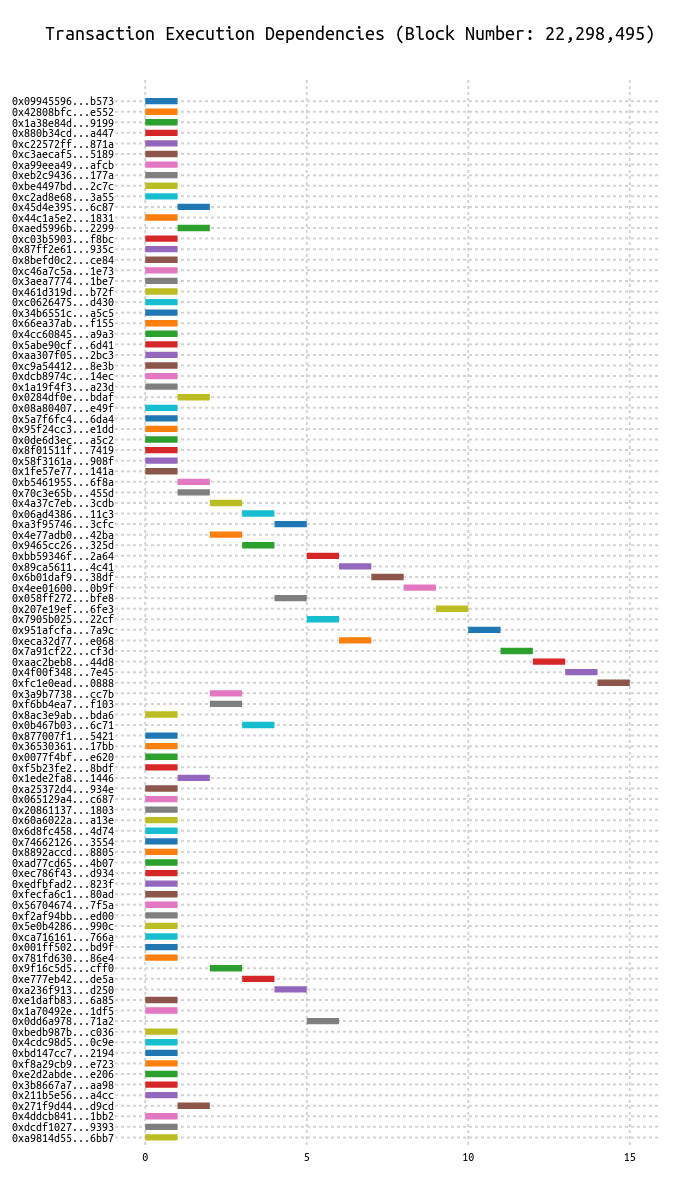 Transaction Execution Dependencies (Block Number: 22,298,495)
0x09945596...b573
0x42808bfc...e552
0x1a38e84d...9199
0x880b34cd...a447
0xc22572ff...871a
0xc3aecaf5...5189
0xa99eea49...afcb
0xeb2c9436...177a
0xbe4497bd...2c7c
0xc2ad8e68...3a55
0x45d4e395...6c87
0x44c1a5e2...1831
0xaed5996b...2299
0xc03b5903...f8bc
0x87ff2e61...935c
0x8befd0c2...ce84
0xc46a7c5a...1e73
0x3aea7774...1be7
0x461d319d...b72f
0xc0626475...d430
0x34b6551c...a5c5
0x66ea37ab...f155
0x4cc60845...a9a3
0x5abe90cf...6d41
0xaa307f05...2bc3
0xc9a54412...8e3b
0xdcb8974c...14ec
0x1a19f4f3...a23d
0x0284df0e...bdaf
0x08a80407...e49f
0x5a7f6fc4...6da4
0x95f24cc3...e1dd
0x0de6d3ec...a5c2
0x8f01511f...7419
0x58f3161a...908f
0x1fe57e77...141a
0xb5461955...6f8a
0x70c3e65b...455d
0x4a37c7eb...3cdb
0x06ad4386...11c3
0xa3f95746...3cfc
0x4e77adb0...42ba
0x9465cc26...325d
0xbb59346f...2a64
0x89ca5611...4c41
0x6b01daf9...38df
0x4ee01600...0b9f
0x058ff272...bfe8
0x207e19ef...6fe3
0x7905b025...22cf
0x951afcfa...7a9c
0xeca32d77...e068
0x7a91cf22...cf3d
0xaac2beb8...44d8
0x4f00f348...7e45
0xfc1e0ead...0888
0x3a9b7738...cc7b
0xf6bb4ea7...f103
0x8ac3e9ab...bda6
0x0b467b03...6c71
0x877007f1...5421
0x36530361...17bb
0x0077f4bf...e620
0xf5b23fe2...8bdf
0x1ede2fa8...1446
0xa25372d4...934e
0x065129a4...c687
0x20861137...1803
0x60a6022a...a13e
0x6d8fc458...4d74
0x74662126...3554
0x8892accd...8805
0xad77cd65...4b07
0xec786f43...d934
0xedfbfad2...823f
0xfecfa6c1...80ad
0x56704674...7f5a
0xf2af94bb...ed00
0x5e0b4286...990c
0xca716161...766a
0x001ff502...bd9f
0x781fd630...86e4
0x9f16c5d5...cff0
0xe777eb42...de5a
0xa236f913...d250
0xe1dafb83...6a85
0x1a70492e...1df5
0x0dd6a978...71a2
0xbedb987b...c036
0x4cdc98d5...0c9e
0xbd147cc7...2194
0xf8a29cb9...e723
0xe2d2abde...e206
0x3b8667a7...aa98
0x211b5e56...a4cc
0x271f9d44...d9cd
0x4ddcb841...1bb2
0xdcdf1027...9393
0xa9814d55...6bb7
0 5 10 15